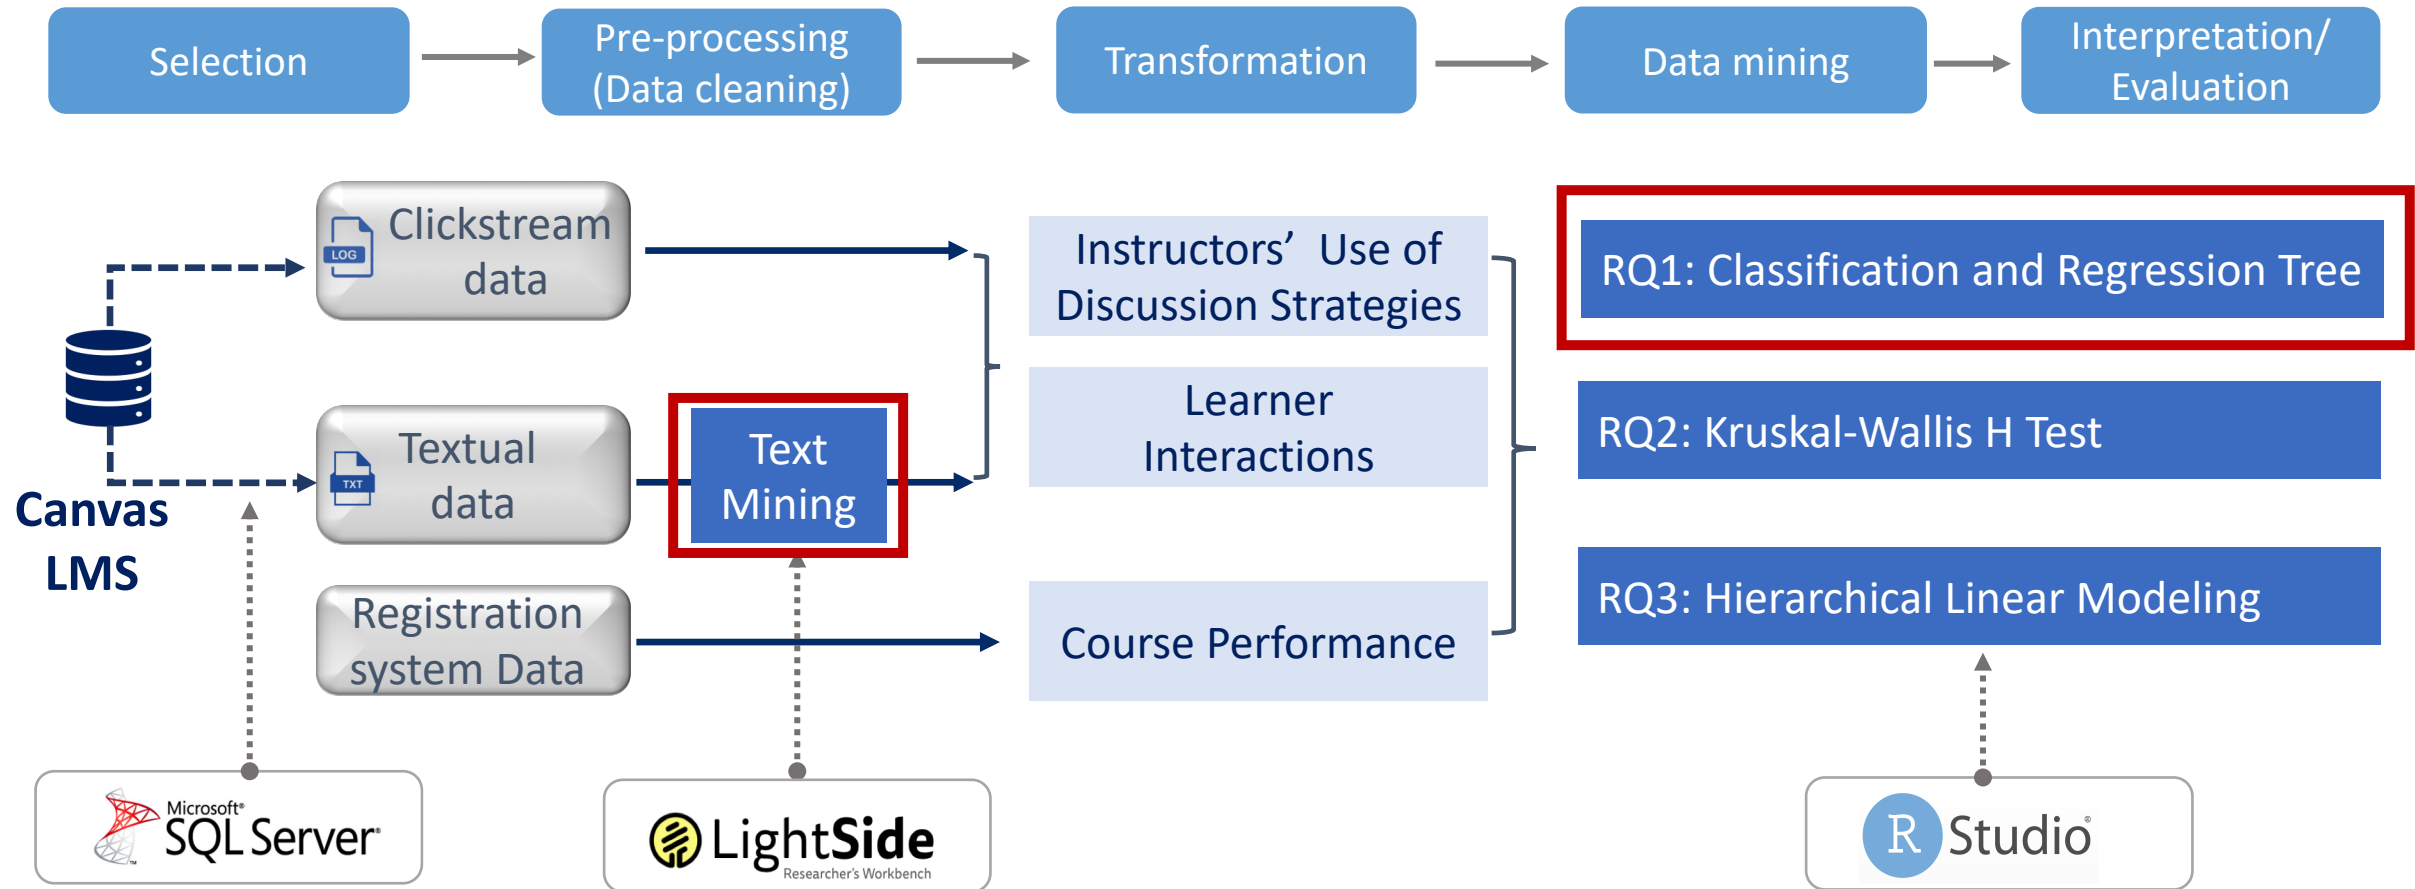 Selection
Pre-processing
(Data cleaning)
Transformation
Data mining
Interpretation/
Evaluation
Clickstream
data
LOG
Instructors’ Use of
Discussion Strategies
RQ1: Classification and Regression Tree
Learner
Interactions
RQ2: Kruskal-Wallis H Test
Textual
data
TXT
Text
Mining
Canvas
LMS
Registration
system Data
Course Performance
RQ3: Hierarchical Linear Modeling
Microsoft®
SQL Server®
™
LightSide
Researcher's Workbench
R Studio®